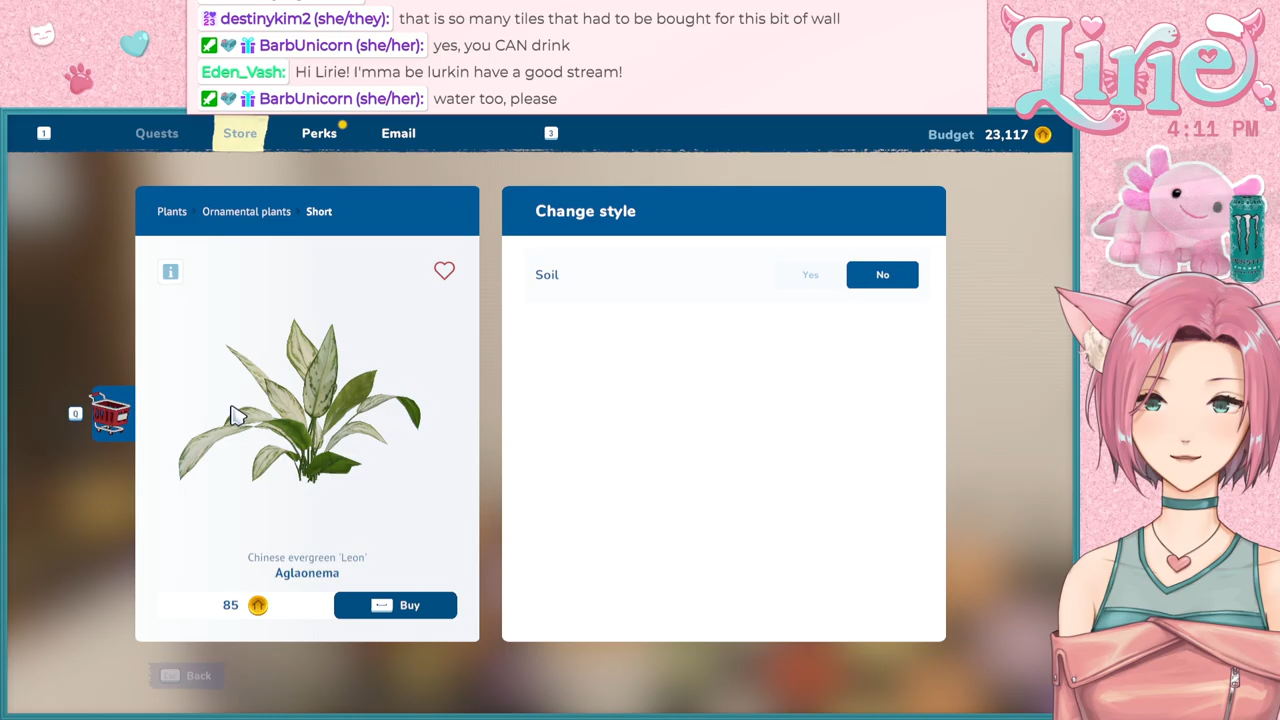 destinykim2 (she/they): that is so many tiles that had to be bought for this bit of wall
BarbUnicorn (she/her): yes, you CAN drink
Eden_Vash: Hi Lirie! I'mma be lurkin have a good stream!
BarbUnicorn (she/her): water too, please
Lirie
4:11 PM
1 Quests Store Perks Email 3 Budget 23,117
Plants Ornamental plants Short
Change style
Soil Yes No
Q
Chinese evergreen 'Leon'
Aglaonema
85 Buy
Back